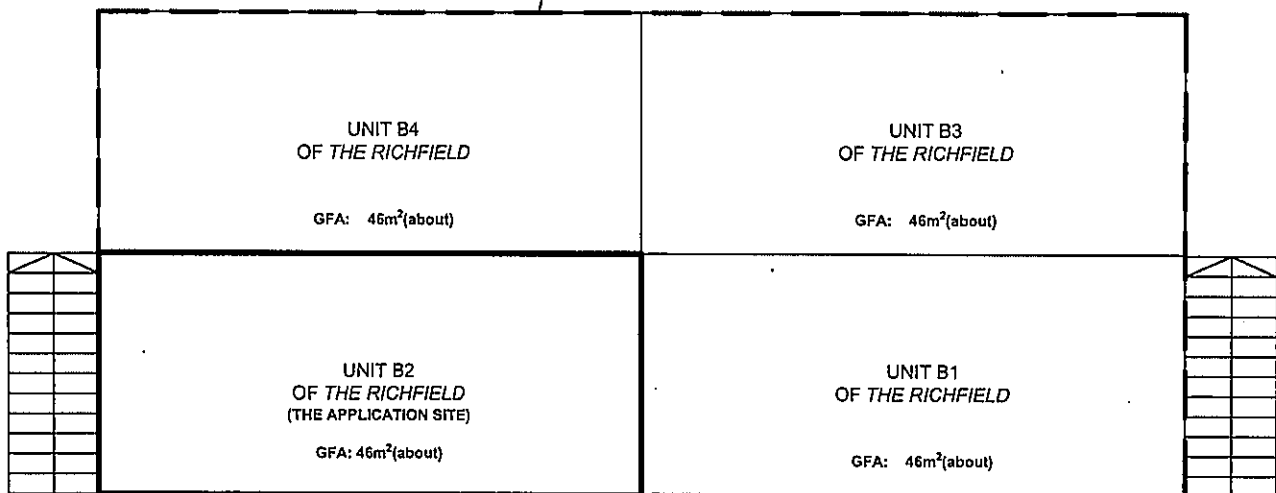 UNIT B4
OF THE RICHFIELD
GFA: 46m²(about)
UNIT B3
OF THE RICHFIELD
GFA: 46m²(about)
UNIT B2
OF THE RICHFIELD
(THE APPLICATION SITE)
GFA: 46m²(about)
UNIT B1
OF THE RICHFIELD
GFA: 46m²(about)